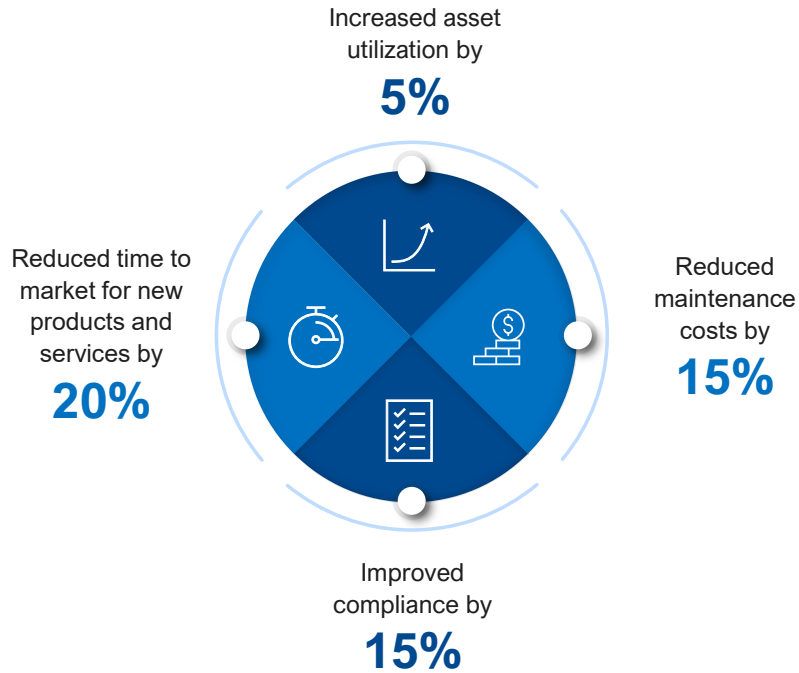 Increased asset
utilization by
5%
Reduced time to
market for new
products and
services by
20%
$
Reduced
maintenance
costs by
15%
Improved
compliance by
15%